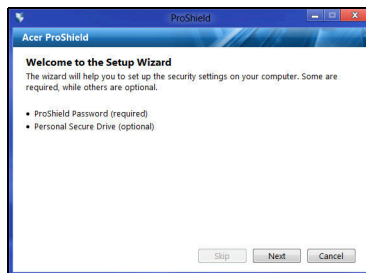 ProShield
Acer ProShield
Welcome to the Setup Wizard
The wizard will help you to set up the security settings on your computer. Some are
required, while others are optional.
• ProShield Password (required)
• Personal Secure Drive (optional)
Skip Next Cancel